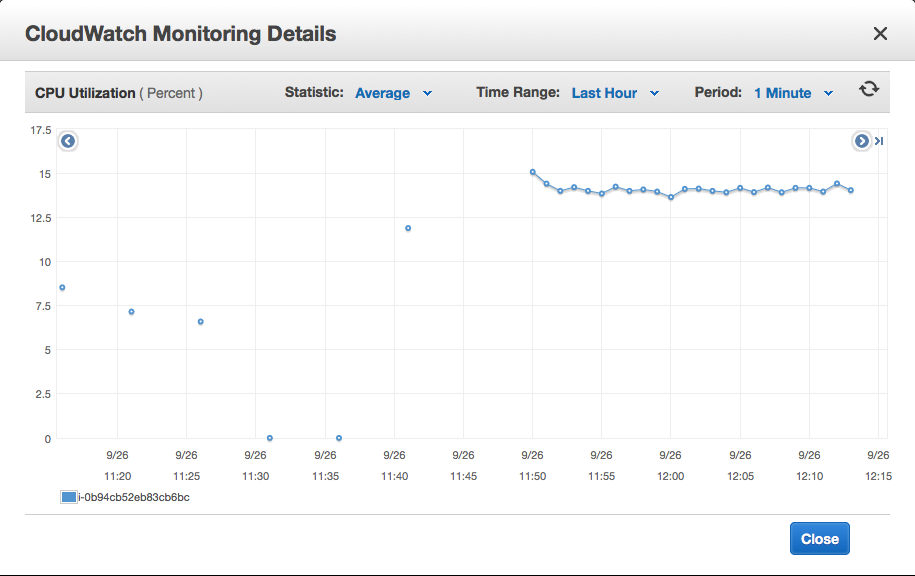 CloudWatch Monitoring Details
CPU Utilization ( Percent ) Statistic: Average Time Range: Last Hour Period: 1 Minute
17.5
15
12.5
10
7.5
5
2.5
0
9/26 9/26 9/26 9/26 9/26 9/26 9/26 9/26 9/26 9/26 9/26 9/26
11:20 11:25 11:30 11:35 11:40 11:45 11:50 11:55 12:00 12:05 12:10 12:15
i-0b94cb52eb83cb6bc
Close